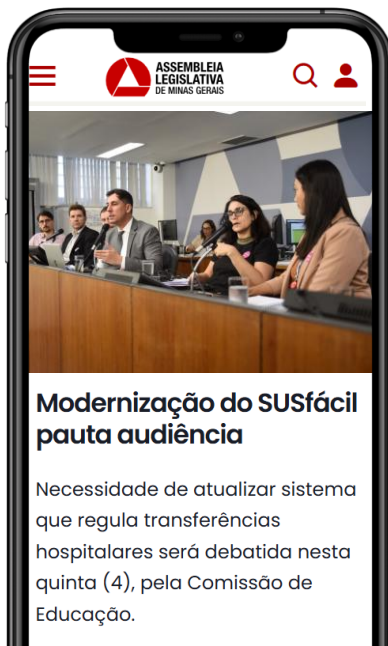 ASSEMBLEIA
LEGISLATIVA
DE MINAS GERAIS
Modernização do SUSfácil
pauta audiência
Necessidade de atualizar sistema
que regula transferências
hospitalares será debatida nesta
quinta (4), pela Comissão de
Educação.